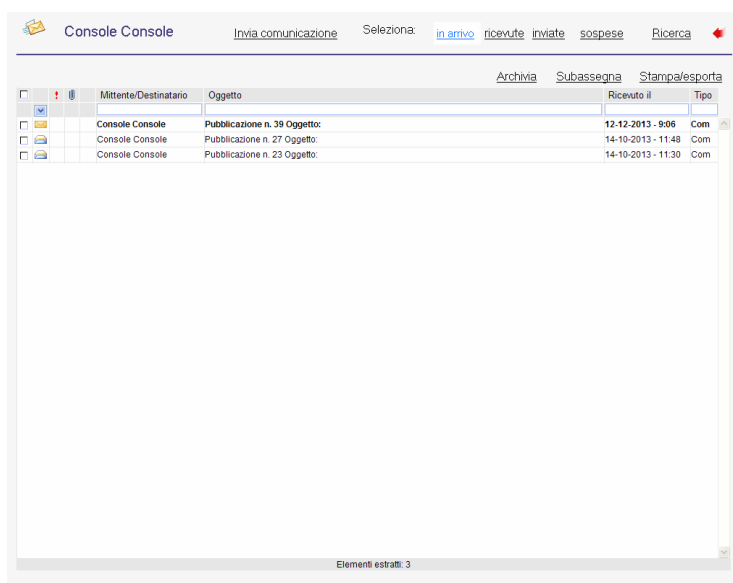 Console Console Invia comunicazione Seleziona: in arrivo ricevute inviate sospese Ricerca
Archivia Subassegna Stampa/esporta
! Mittente/Destinatario Oggetto Ricevuto il Tipo
Console Console Pubblicazione n. 39 Oggetto: 12-12-2013 - 9:06 Com
Console Console Pubblicazione n. 27 Oggetto: 14-10-2013 - 11:48 Com
Console Console Pubblicazione n. 23 Oggetto: 14-10-2013 - 11:30 Com
Elementi estratti: 3